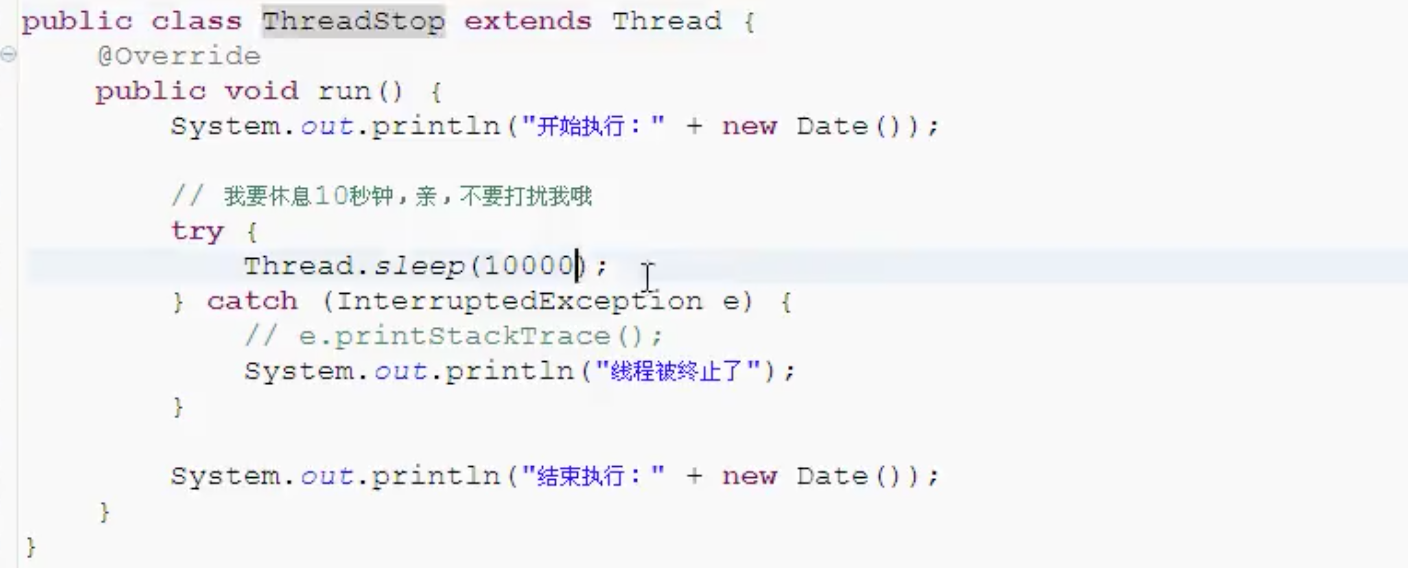 public class ThreadStop extends Thread {
@Override
public void run() {
System.out.println("开始执行：" + new Date());
// 我要休息10秒钟，亲，不要打扰我哦
try {
Thread.sleep(10000);
} catch (InterruptedException e) {
// e.printStackTrace();
System.out.println("线程被终止了");
}
System.out.println("结束执行：" + new Date());
}
}